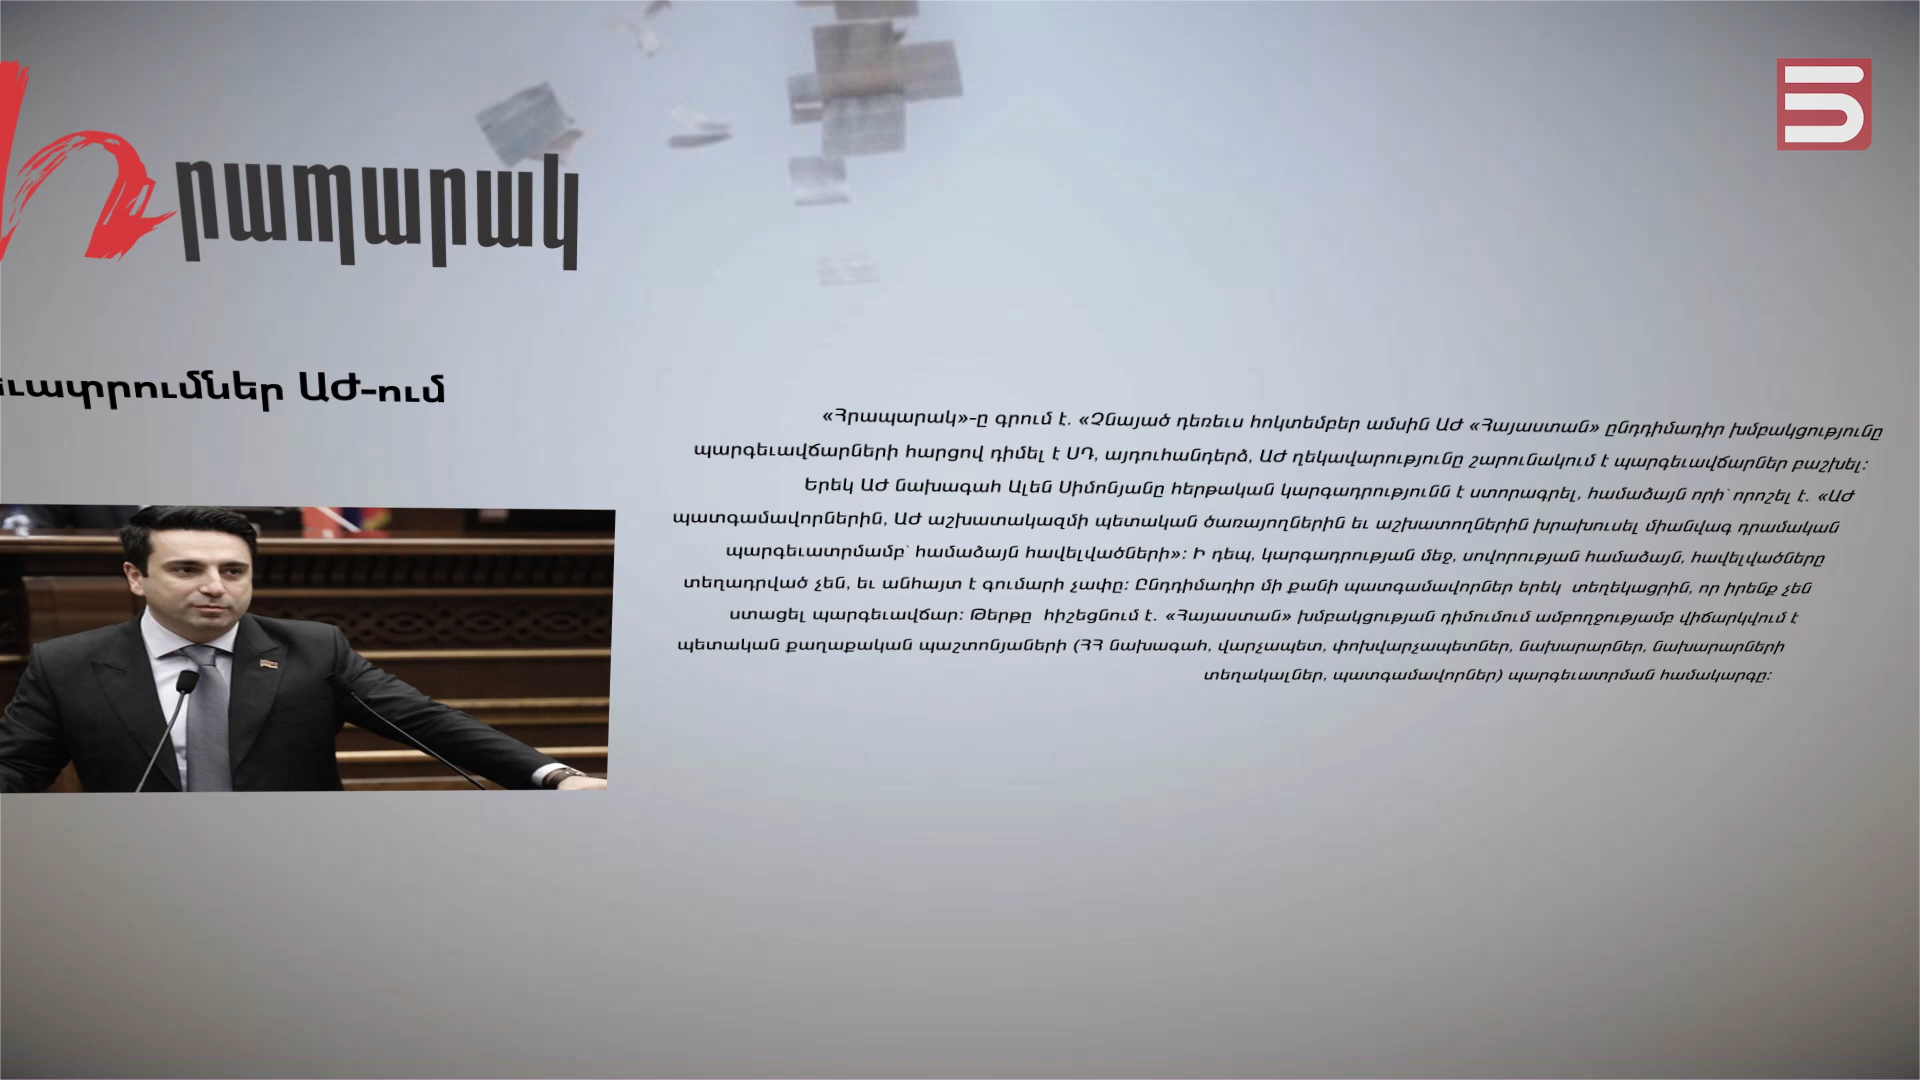 Հրապարակ
ւատրումներ ԱԺ-ում
«Հրապարակ»-ը գրում է. «Չնայած դեռեւս հոկտեմբեր ամսին ԱԺ «Հայաստան» ընդդիմադիր խմբակցությունը
պարգեւավճարների հարցով դիմել է ՍԴ, այդուհանդերձ, ԱԺ ղեկավարությունը շարունակում է պարգեւավճարներ բաշխել:
Երեկ ԱԺ նախագահ Ալեն Սիմոնյանը հերթական կարգադրությունն է ստորագրել, համաձայն որի՝ որոշել է. «ԱԺ
պատգամավորներին, ԱԺ աշխատակազմի պետական ծառայողներին եւ աշխատողներին խրախուսել միանվագ դրամական
պարգեւատրմամբ՝ համաձայն հավելվածների»: Ի դեպ, կարգադրության մեջ, սովորության համաձայն, հավելվածները
տեղադրված չեն, եւ անհայտ է գումարի չափը: Ընդդիմադիր մի քանի պատգամավորներ երեկ տեղեկացրին, որ իրենք չեն
ստացել պարգեւավճար: Թերթը հիշեցնում է. «Հայաստան» խմբակցության դիմումում ամբողջությամբ վիճարկվում է
պետական քաղաքական պաշտոնյաների (ՀՀ նախագահ, վարչապետ, փոխվարչապետներ, նախարարներ, նախարարների
տեղակալներ, պատգամավորներ) պարգեւատրման համակարգը: